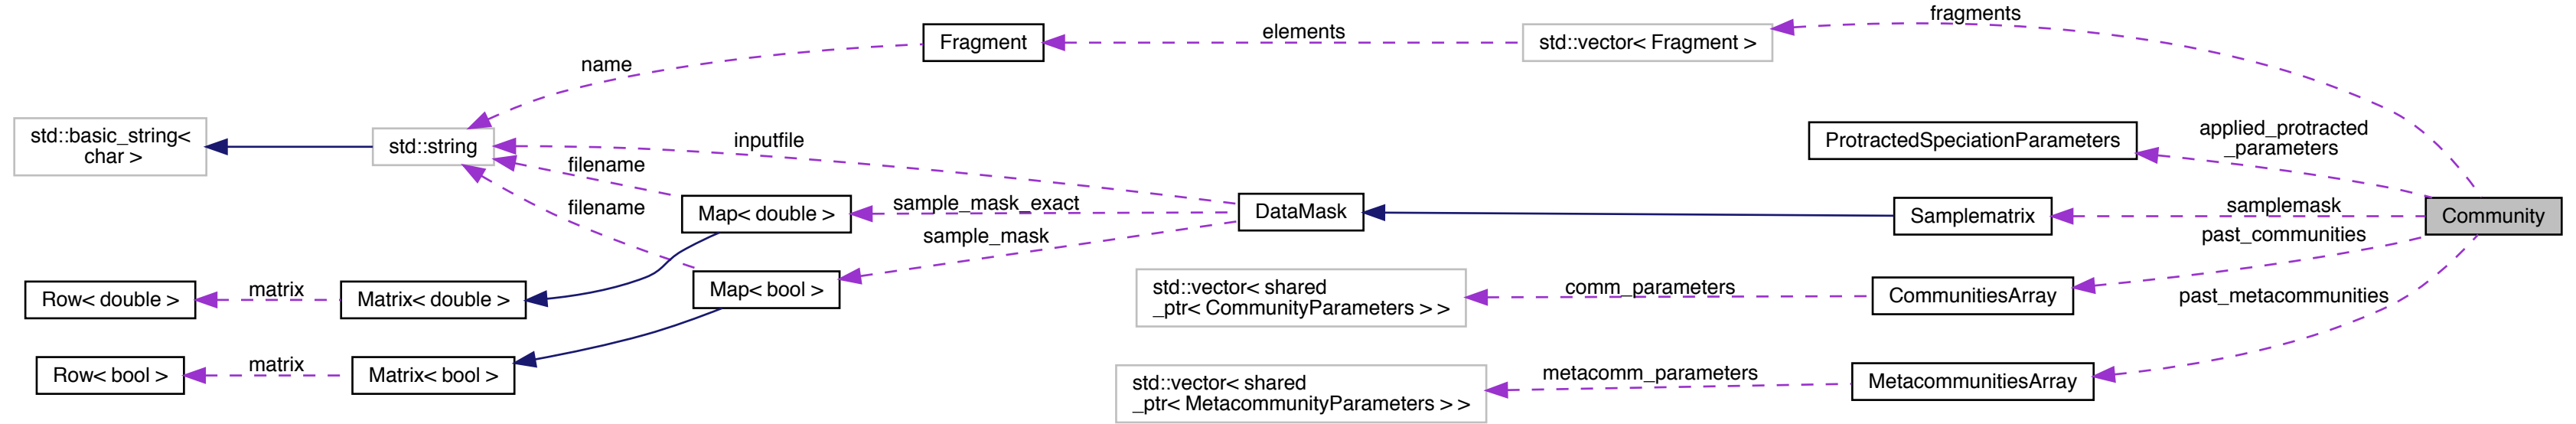 fragments
elements
Fragment
std::vector< Fragment >
name
applied_protracted
_parameters
std::basic_string<
char >
std::string
inputfile
ProtractedSpeciationParameters
filename
sample_mask_exact
samplemask
filename
Map< double >
DataMask
Samplematrix
Community
sample_mask
past_communities
matrix
Map< bool >
std::vector< shared
_ptr< CommunityParameters > >
comm_parameters
Row< double >
Matrix< double >
CommunitiesArray
past_metacommunities
matrix
Row< bool >
Matrix< bool >
std::vector< shared
_ptr< MetacommunityParameters > >
metacomm_parameters
MetacommunitiesArray